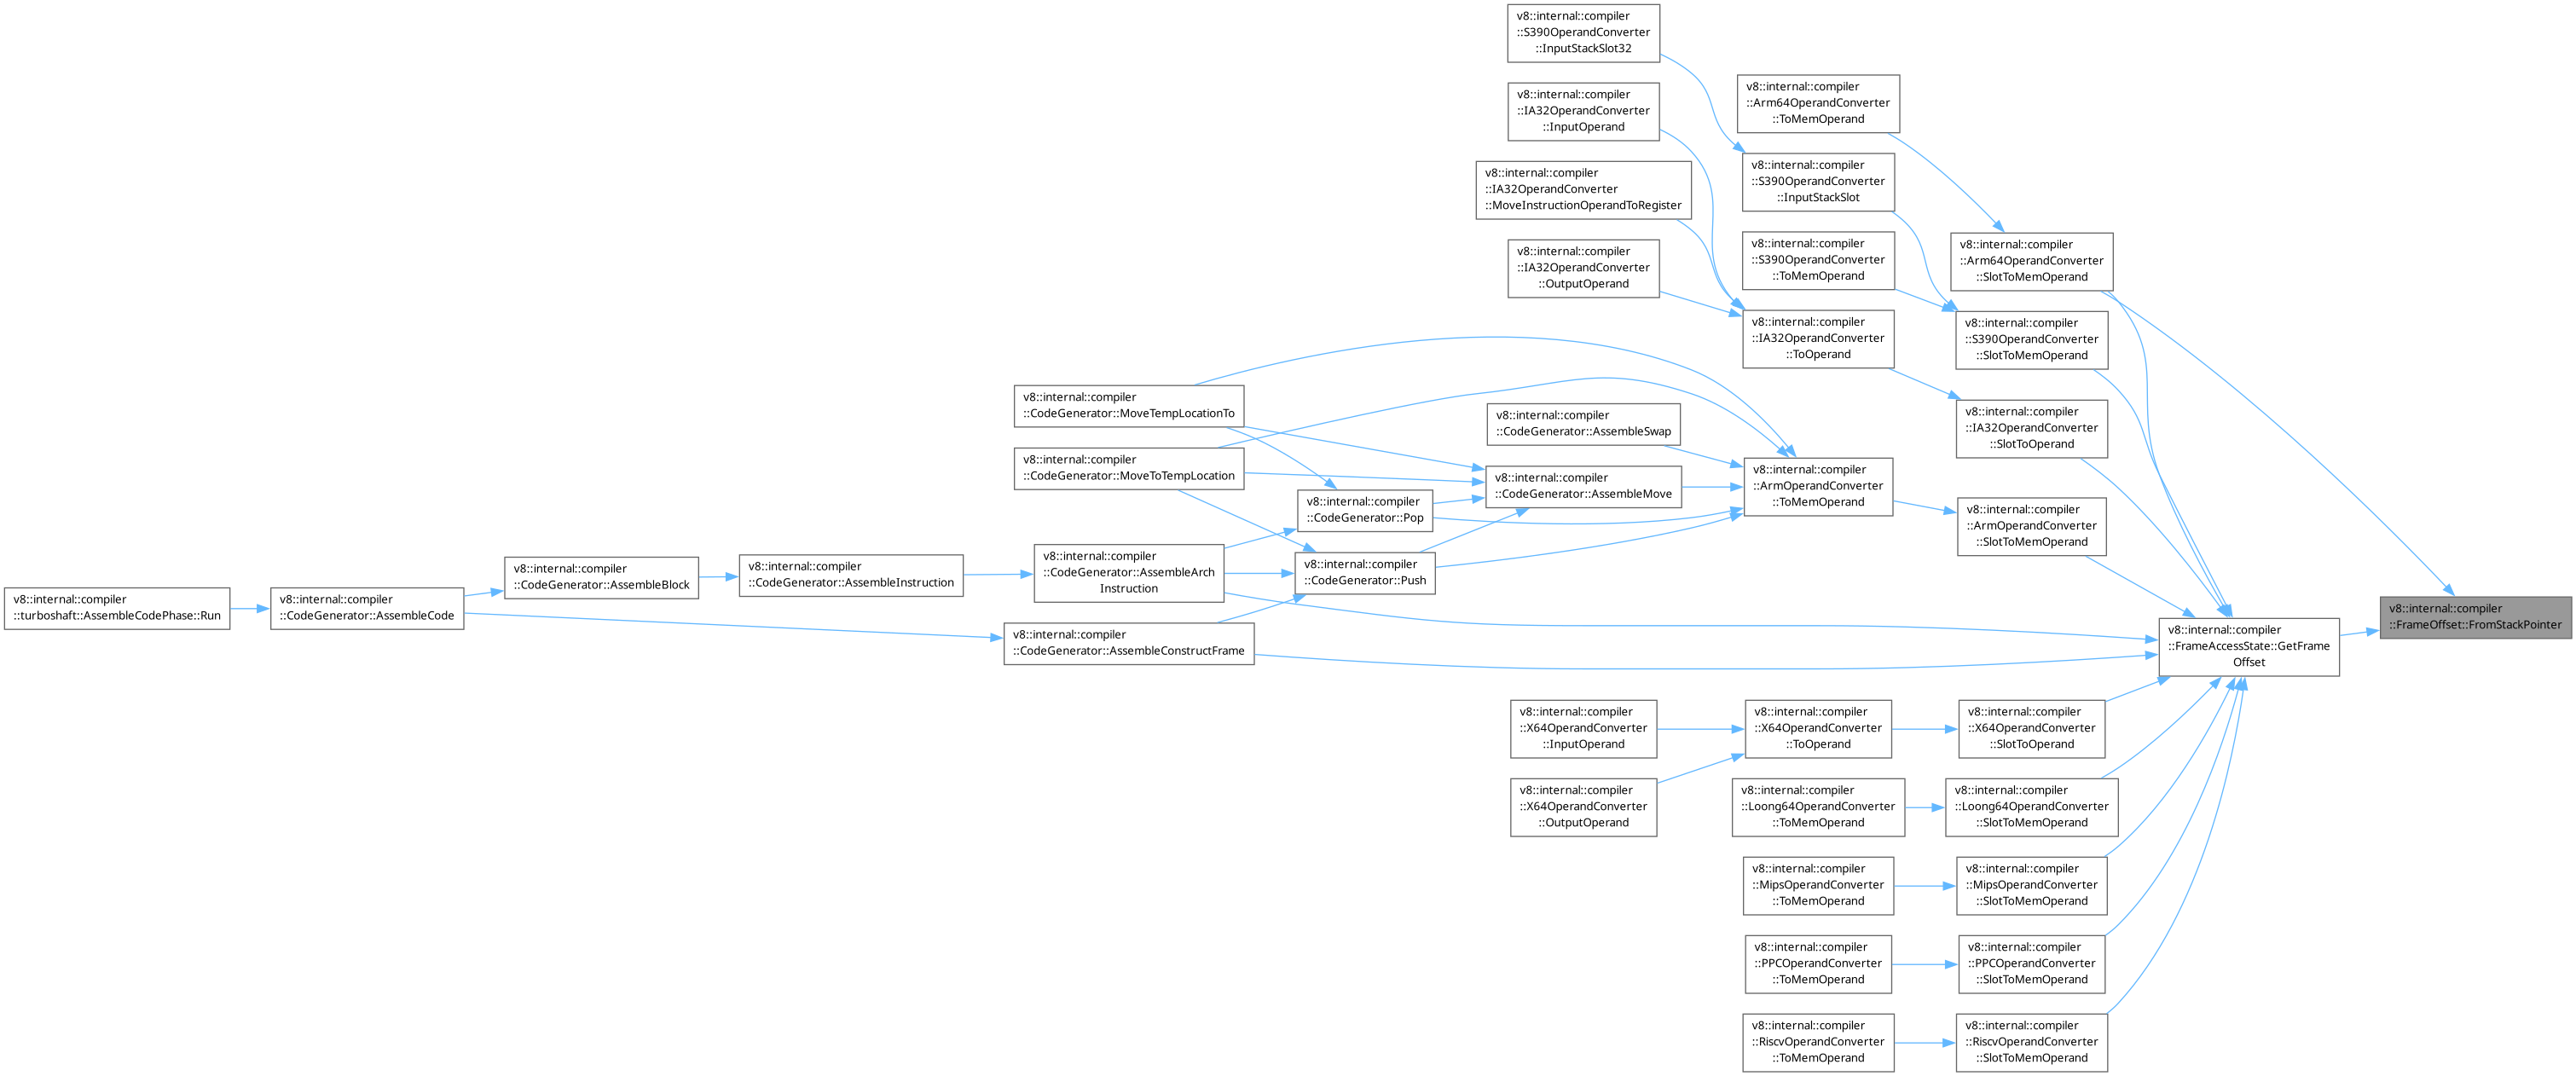 v8::internal::compiler
::S390OperandConverter
::InputStackSlot32
v8::internal::compiler
::Arm64OperandConverter
::ToMemOperand
v8::internal::compiler
::IA32OperandConverter
::InputOperand
v8::internal::compiler
::S390OperandConverter
::InputStackSlot
v8::internal::compiler
::IA32OperandConverter
::MoveInstructionOperandToRegister
v8::internal::compiler
::S390OperandConverter
::ToMemOperand
v8::internal::compiler
::Arm64OperandConverter
::SlotToMemOperand
v8::internal::compiler
::IA32OperandConverter
::OutputOperand
v8::internal::compiler
::IA32OperandConverter
::ToOperand
v8::internal::compiler
::S390OperandConverter
::SlotToMemOperand
v8::internal::compiler
::CodeGenerator::MoveTempLocationTo
v8::internal::compiler
::CodeGenerator::AssembleSwap
v8::internal::compiler
::IA32OperandConverter
::SlotToOperand
v8::internal::compiler
::CodeGenerator::MoveToTempLocation
v8::internal::compiler
::CodeGenerator::AssembleMove
v8::internal::compiler
::ArmOperandConverter
::ToMemOperand
v8::internal::compiler
::CodeGenerator::Pop
v8::internal::compiler
::ArmOperandConverter
::SlotToMemOperand
v8::internal::compiler
::turboshaft::AssembleCodePhase::Run
v8::internal::compiler
::CodeGenerator::AssembleCode
v8::internal::compiler
::CodeGenerator::AssembleBlock
v8::internal::compiler
::CodeGenerator::AssembleInstruction
v8::internal::compiler
::CodeGenerator::AssembleArch
Instruction
v8::internal::compiler
::CodeGenerator::Push
v8::internal::compiler
::CodeGenerator::AssembleConstructFrame
v8::internal::compiler
::FrameAccessState::GetFrame
Offset
v8::internal::compiler
::FrameOffset::FromStackPointer
v8::internal::compiler
::X64OperandConverter
::InputOperand
v8::internal::compiler
::X64OperandConverter
::ToOperand
v8::internal::compiler
::X64OperandConverter
::SlotToOperand
v8::internal::compiler
::X64OperandConverter
::OutputOperand
v8::internal::compiler
::Loong64OperandConverter
::ToMemOperand
v8::internal::compiler
::Loong64OperandConverter
::SlotToMemOperand
v8::internal::compiler
::MipsOperandConverter
::ToMemOperand
v8::internal::compiler
::MipsOperandConverter
::SlotToMemOperand
v8::internal::compiler
::PPCOperandConverter
::ToMemOperand
v8::internal::compiler
::PPCOperandConverter
::SlotToMemOperand
v8::internal::compiler
::RiscvOperandConverter
::ToMemOperand
v8::internal::compiler
::RiscvOperandConverter
::SlotToMemOperand